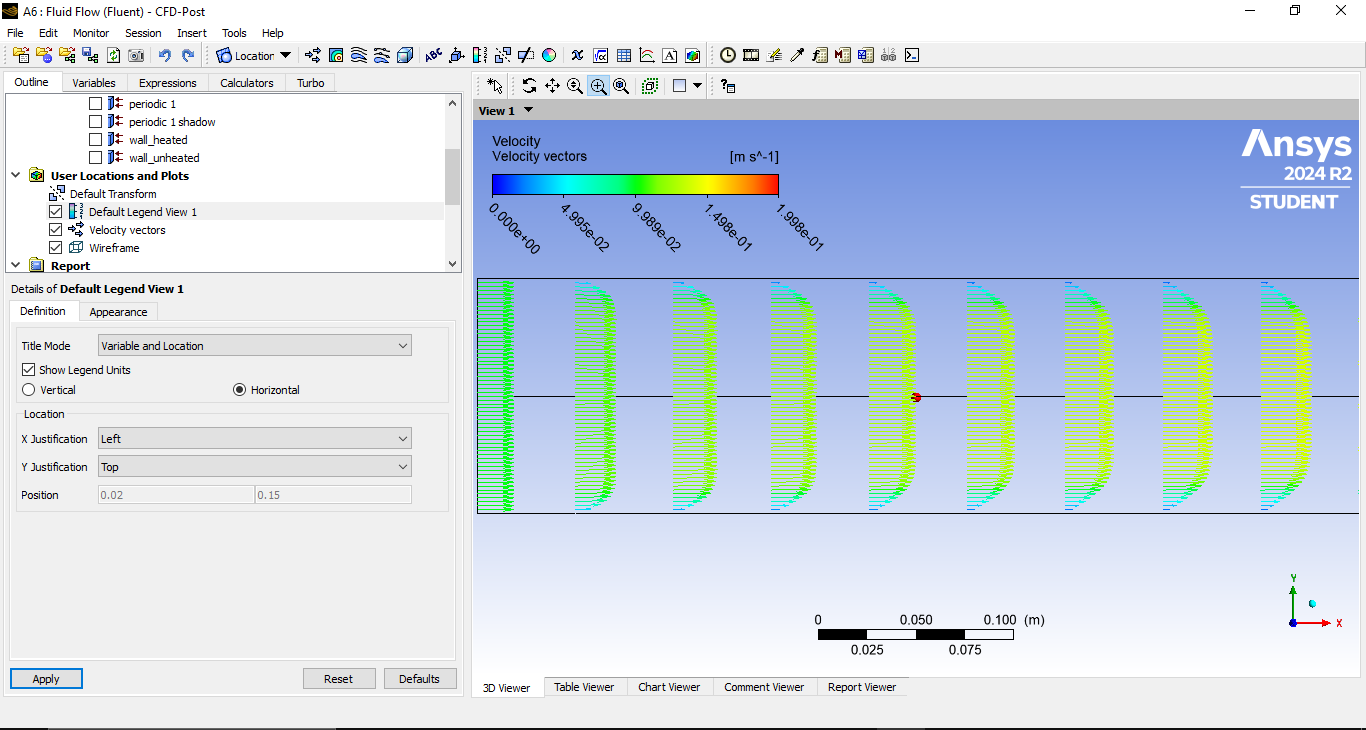 A6 : Fluid Flow (Fluent) - CFD-Post
File Edit Monitor Session Insert Tools Help
Location
Outline Variables Expressions Calculators Turbo
periodic 1
periodic 1 shadow
wall_heated
wall_unheated
User Locations and Plots
Default Transform
Default Legend View 1
Velocity vectors
Wireframe
Report
Details of Default Legend View 1
Definition Appearance
Title Mode Variable and Location
Show Legend Units
Vertical Horizontal
Location
X Justification Left
Y Justification Top
Position 0.02 0.15
Apply Reset Defaults
View 1
Velocity
Velocity vectors [m s^-1]
0.000e+00 4.995e-02 9.989e-02 1.498e-01 1.998e-01
Ansys
2024 R2
STUDENT
0 0.050 0.100 (m)
0.025 0.075
Y
X
3D Viewer Table Viewer Chart Viewer Comment Viewer Report Viewer